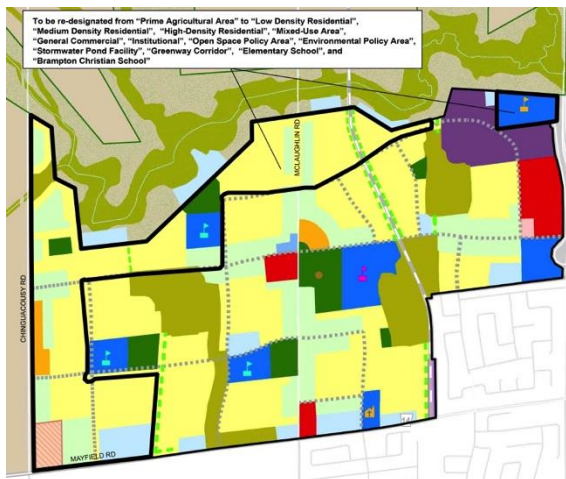 To be re-designated from "Prime Agricultural Area" to "Low Density Residential",
"Medium Density Residential", "High-Density Residential", "Mixed-Use Area",
"General Commercial", "Institutional", "Open Space Policy Area", "Environmental Policy Area",
"Stormwater Pond Facility", "Greenway Corridor", "Elementary School", and
"Brampton Christian School"
MCLAUGHLIN RD
CHINGUACOUSY RD
MAYFIELD RD